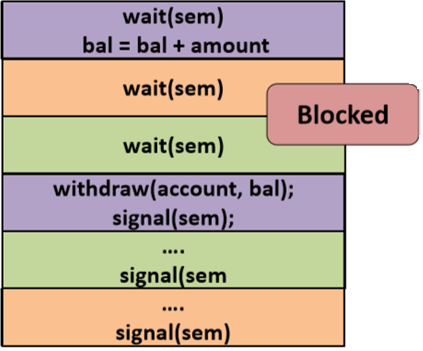 wait(sem)
bal = bal + amount
wait(sem)
Blocked
wait(sem)
withdraw(account, bal);
signal(sem);
....
signal(sem
....
signal(sem)